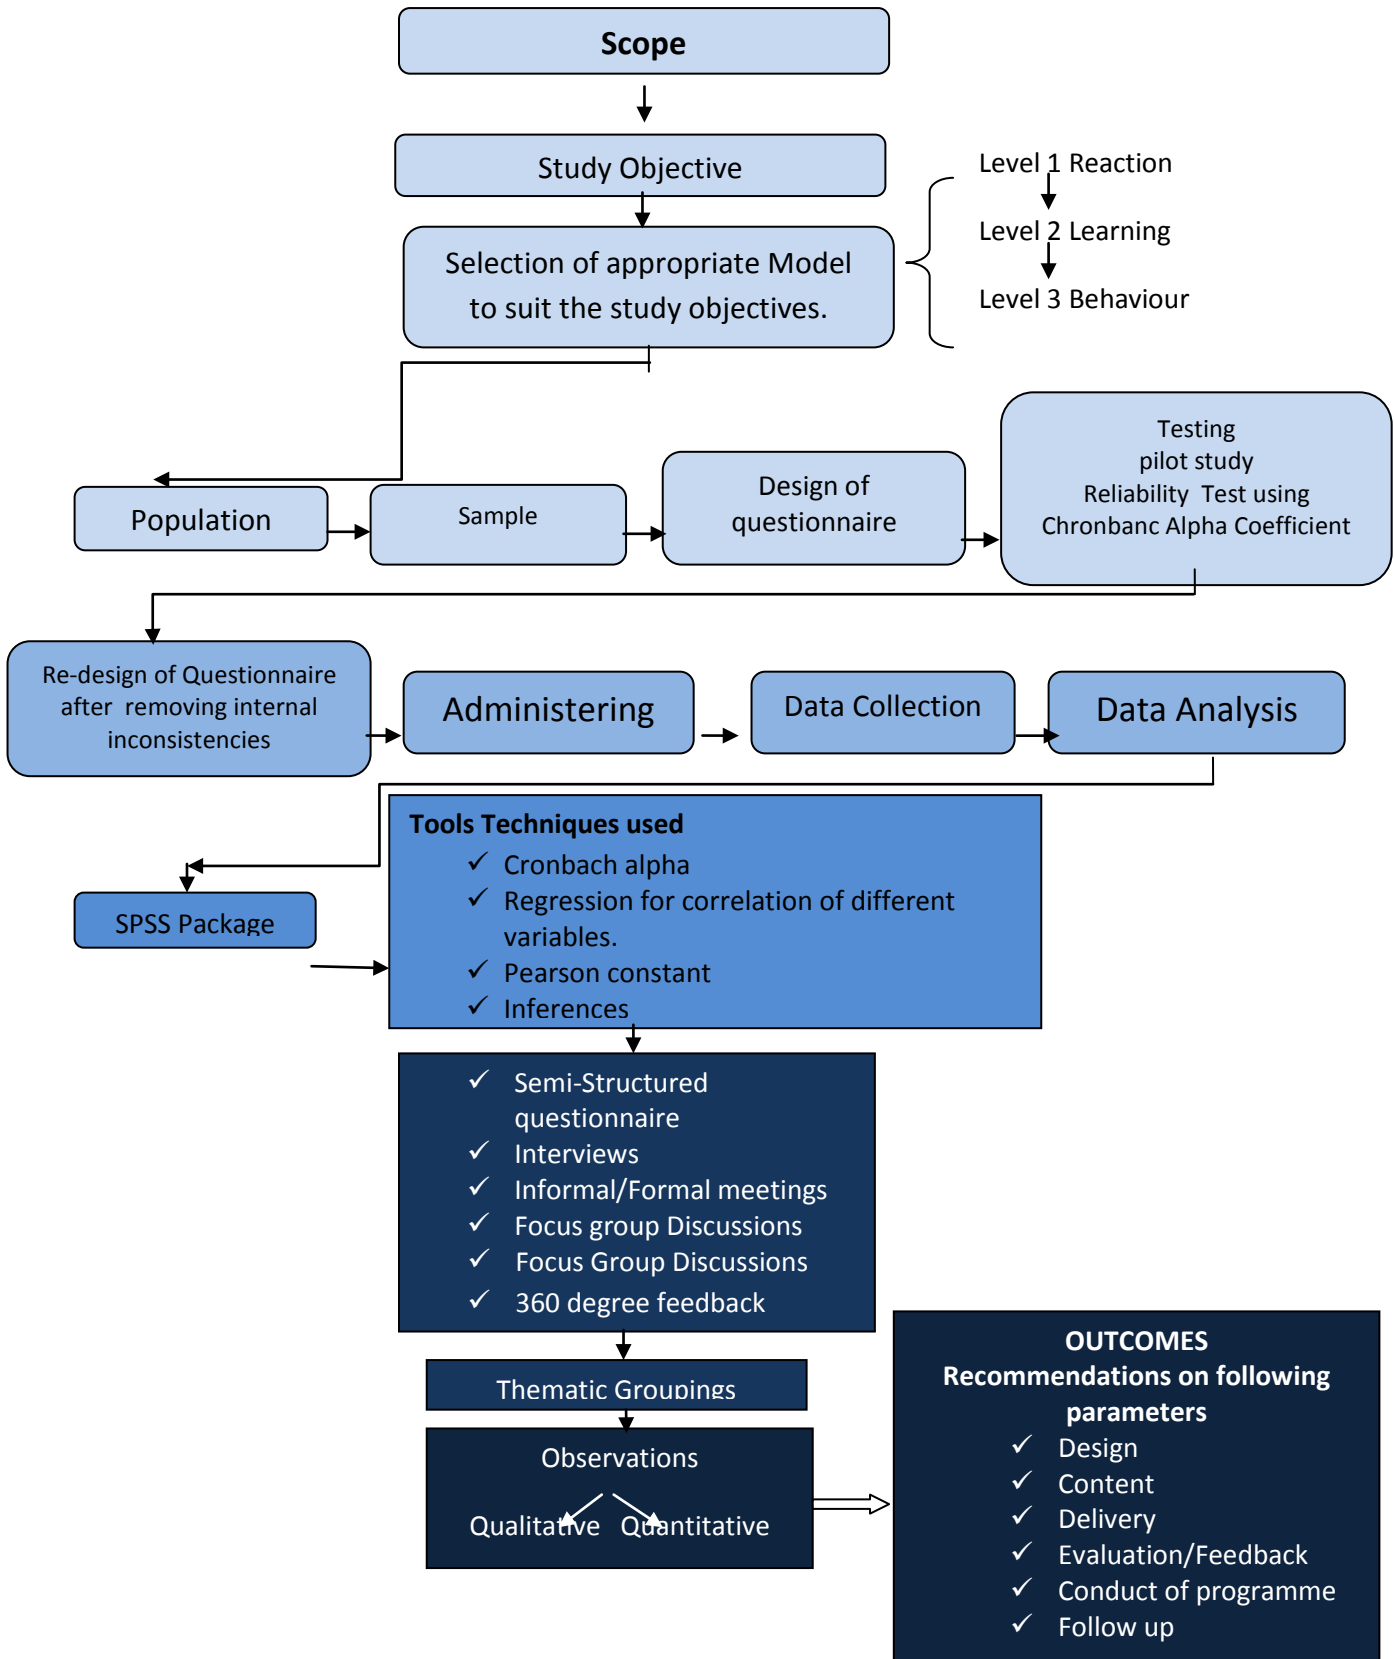 Scope
Study Objective
Level 1 Reaction
Level 2 Learning
Level 3 Behaviour
Selection of appropriate Model
to suit the study objectives.
Population
Sample
Design of
questionnaire
Testing
pilot study
Reliability Test using
Chronbanc Alpha Coefficient
Re-design of Questionnaire
after removing internal
inconsistencies
Administering
Data Collection
Data Analysis
SPSS Package
Tools Techniques used
✓ Cronbach alpha
✓ Regression for correlation of different
variables.
✓ Pearson constant
✓ Inferences
✓ Semi-Structured
questionnaire
✓ Interviews
✓ Informal/Formal meetings
✓ Focus group Discussions
✓ Focus Group Discussions
✓ 360 degree feedback
Thematic Groupings
Observations
Qualitative Quantitative
OUTCOMES
Recommendations on following
parameters
✓ Design
✓ Content
✓ Delivery
✓ Evaluation/Feedback
✓ Conduct of programme
✓ Follow up